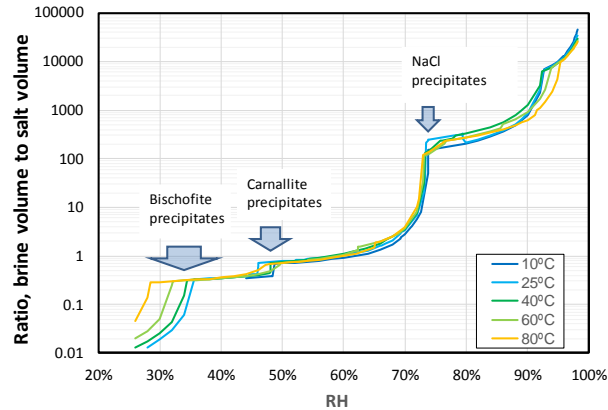 Ratio, brine volume to salt volume
100000
10000
1000
100
10
1
0.1
0.01
NaCl
precipitates
Carnallite
precipitates
Bischofite
precipitates
10ºC
25ºC
40ºC
60ºC
80ºC
20% 30% 40% 50% 60% 70% 80% 90% 100%
RH